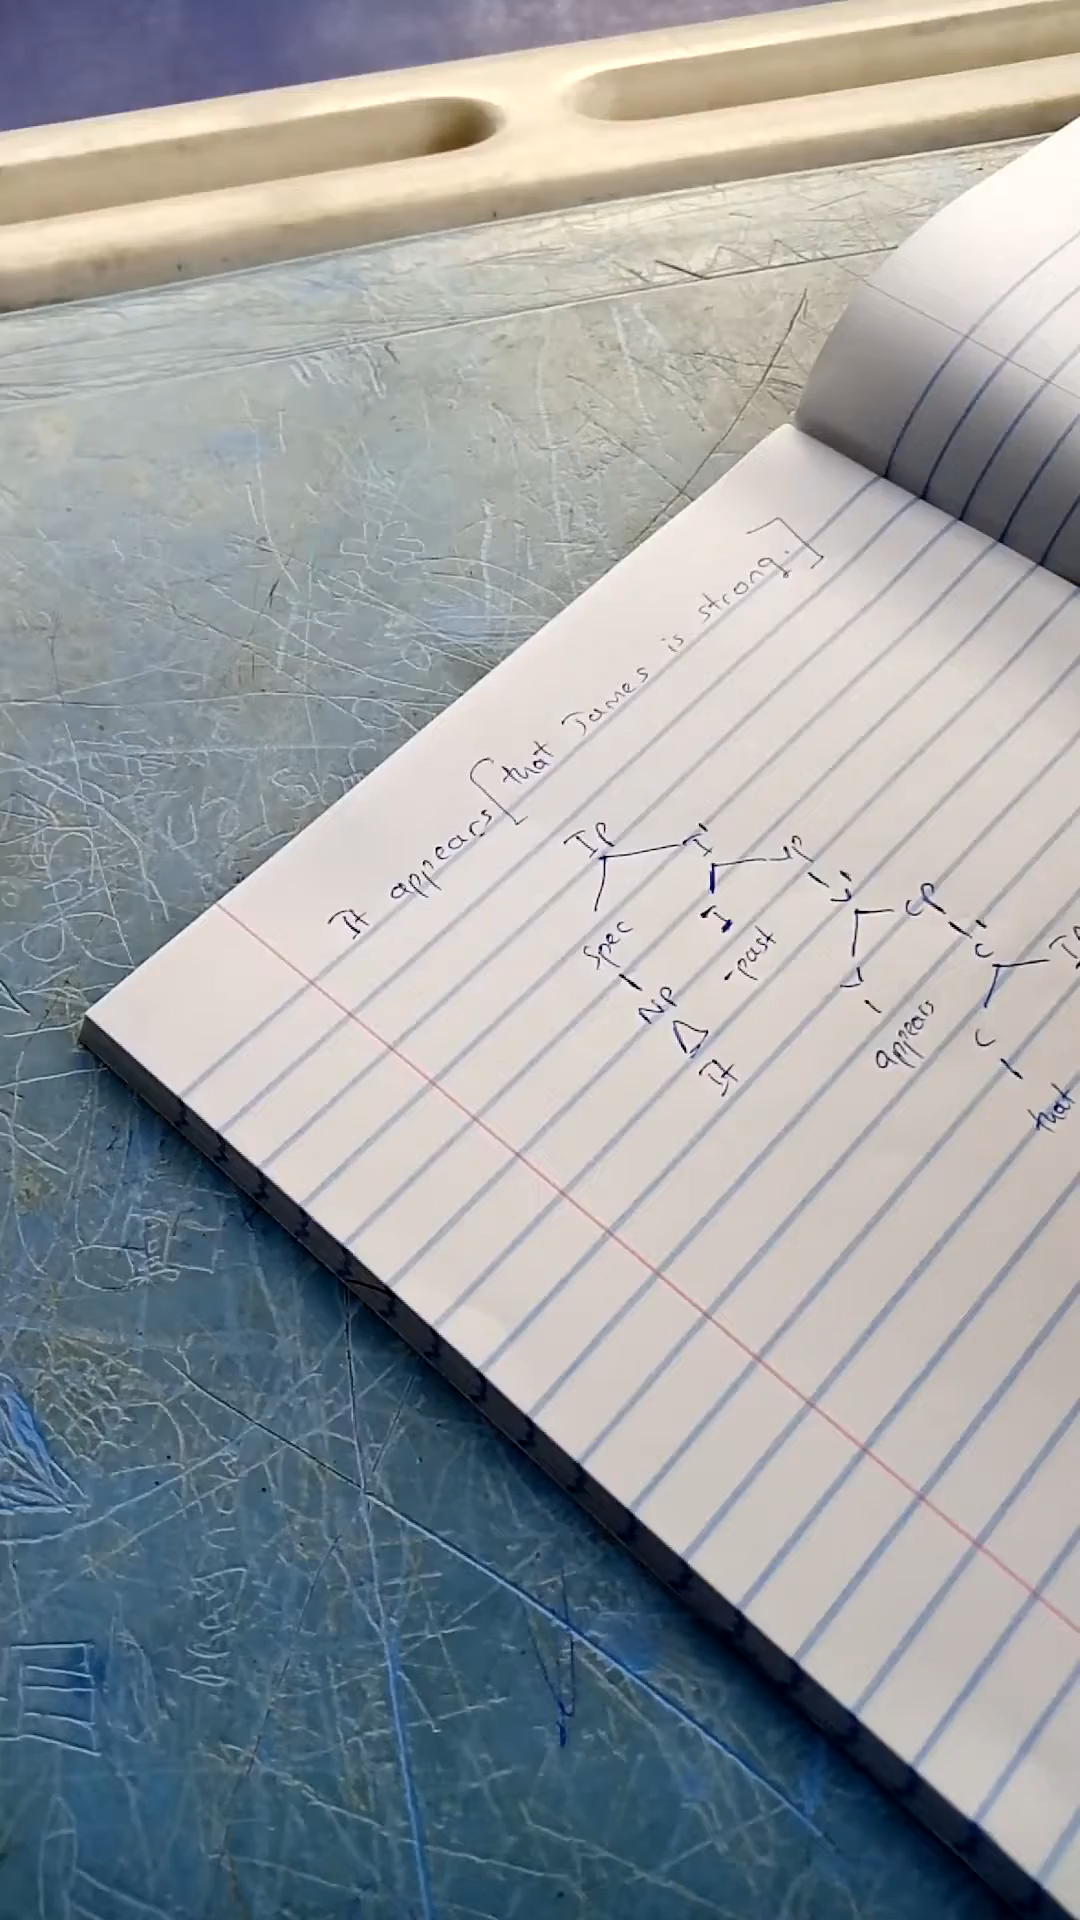 It appears [that James is strong.]
IP I' VP
I V' CP
Spec -past V C' IP
NP appears C
It that